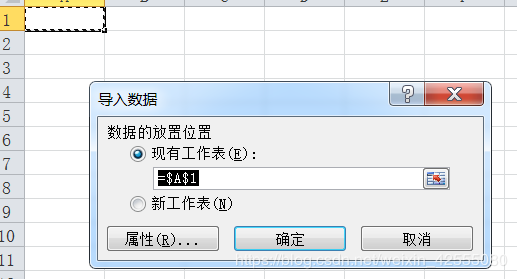 1
2
3
4
5
6
7
8
9
10
11
导入数据
?
数据的放置位置
现有工作表(E):
=$A$1
新工作表(N)
属性(R)... 确定 取消
https://blog.csdn.net/weixin_42555080